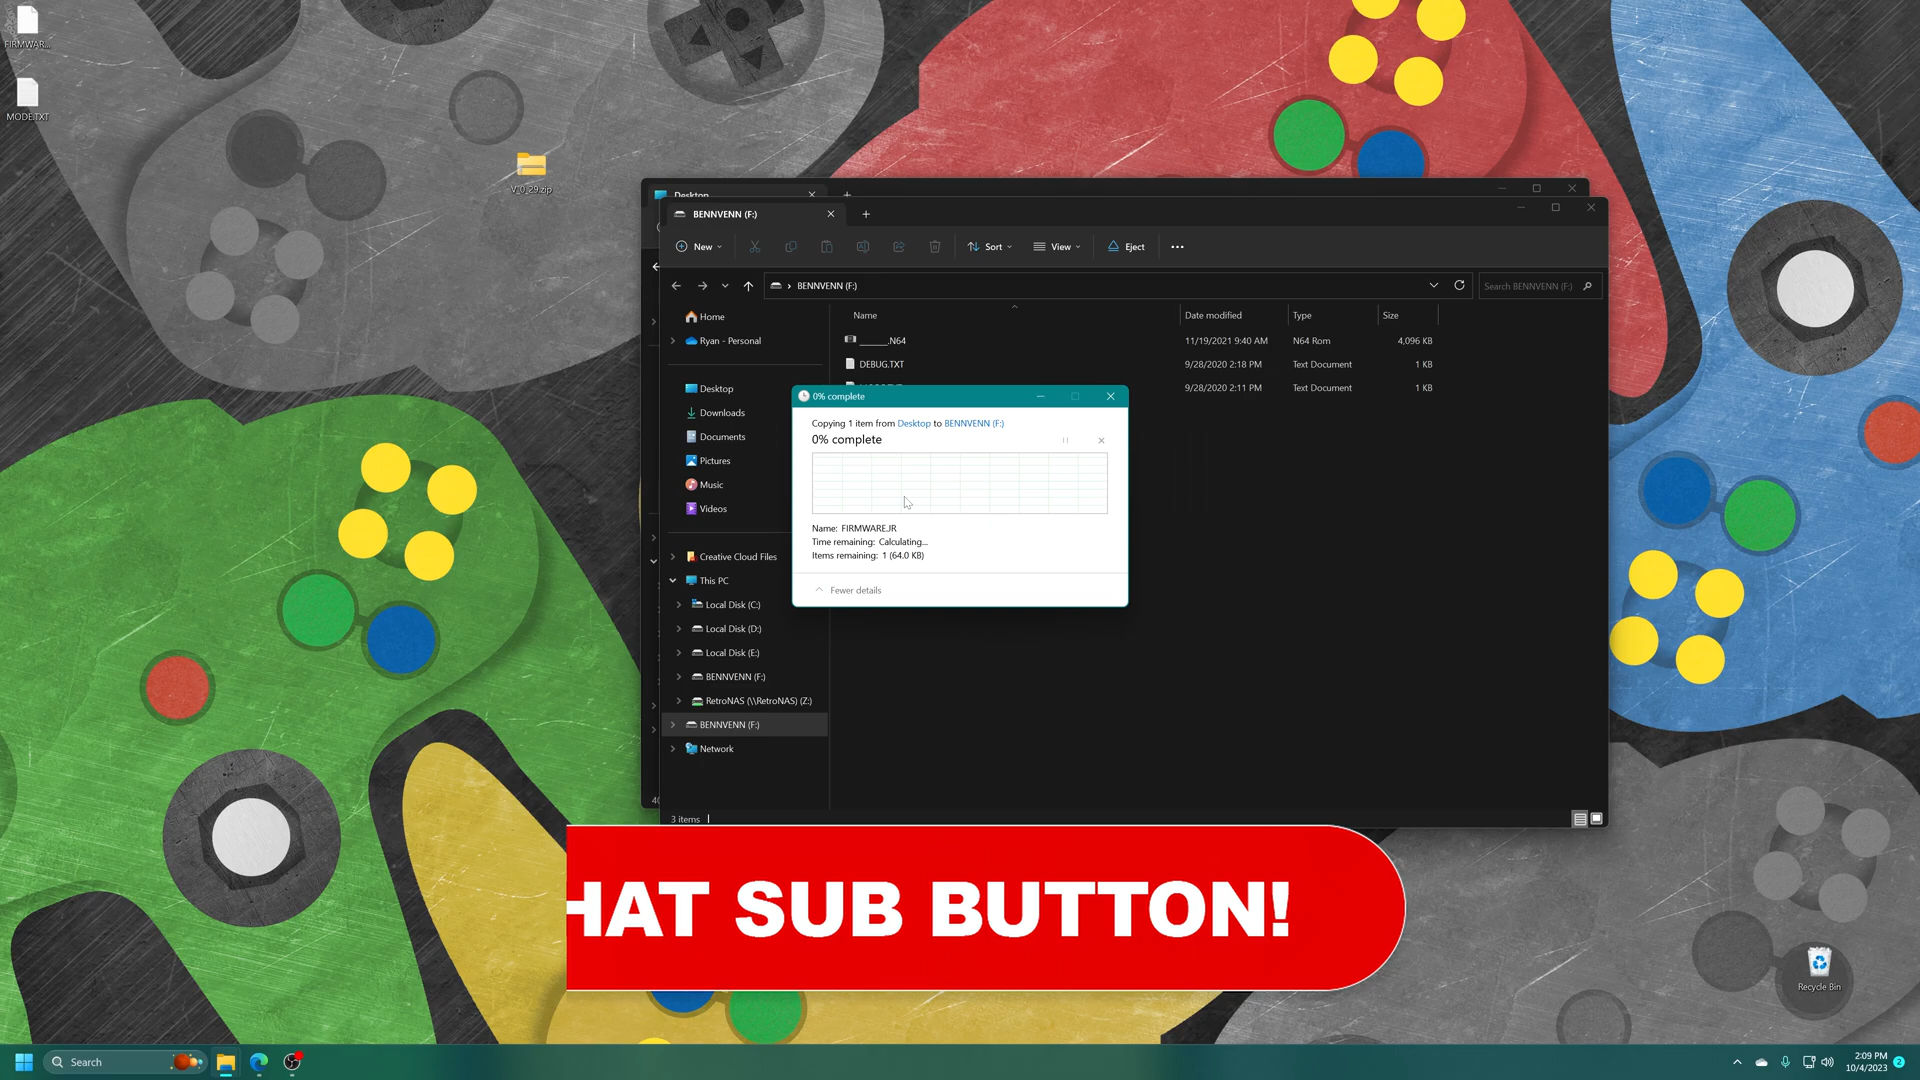 FIRMWAR...
MODE.TXT
V_0_29.zip
Desktop
BENNVENN (F:)
New
Sort
View
Eject
BENNVENN (F:)
Search BENNVENN (F:)
Name
Date modified
Type
Size
______.N64
11/19/2021 9:40 AM
N64 Rom
4,096 KB
DEBUG.TXT
9/28/2020 2:18 PM
Text Document
1 KB
9/28/2020 2:11 PM
Text Document
1 KB
Home
Ryan - Personal
Desktop
Downloads
Documents
Pictures
Music
Videos
Creative Cloud Files
This PC
Local Disk (C:)
Local Disk (D:)
Local Disk (E:)
BENNVENN (F:)
RetroNAS (\\RetroNAS) (Z:)
BENNVENN (F:)
Network
3 items
0% complete
Copying 1 item from Desktop to BENNVENN (F:)
0% complete
Name: FIRMWARE.JR
Time remaining: Calculating...
Items remaining: 1 (64.0 KB)
Fewer details
HAT SUB BUTTON!
Recycle Bin
Search
2:09 PM
10/4/2023
2